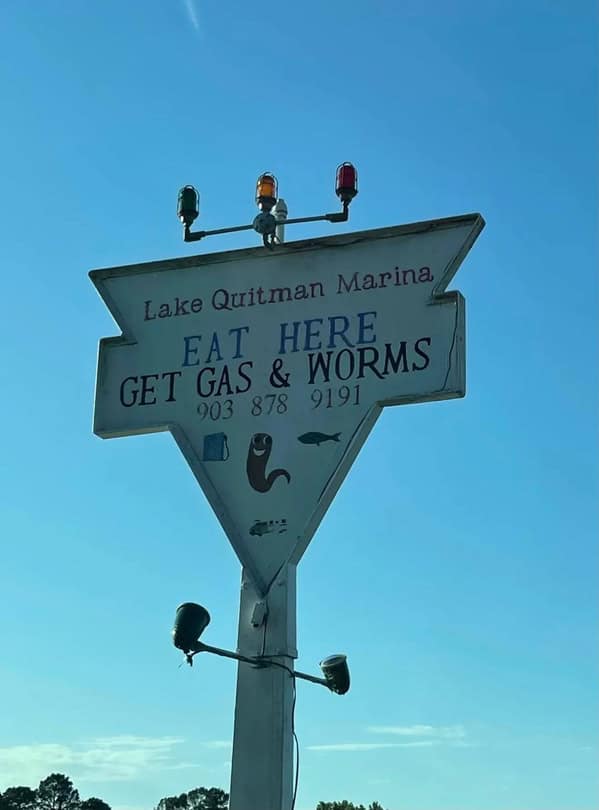 Lake Quitman Marina
EAT HERE
GET GAS & WORMS
903 878 9191